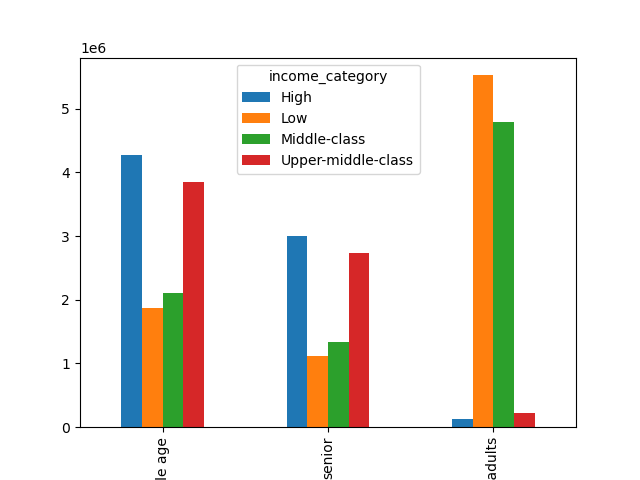 1e6
income_category
High
Low
Middle-class
Upper-middle-class
5
4
3
2
1
0
le age
senior
adults